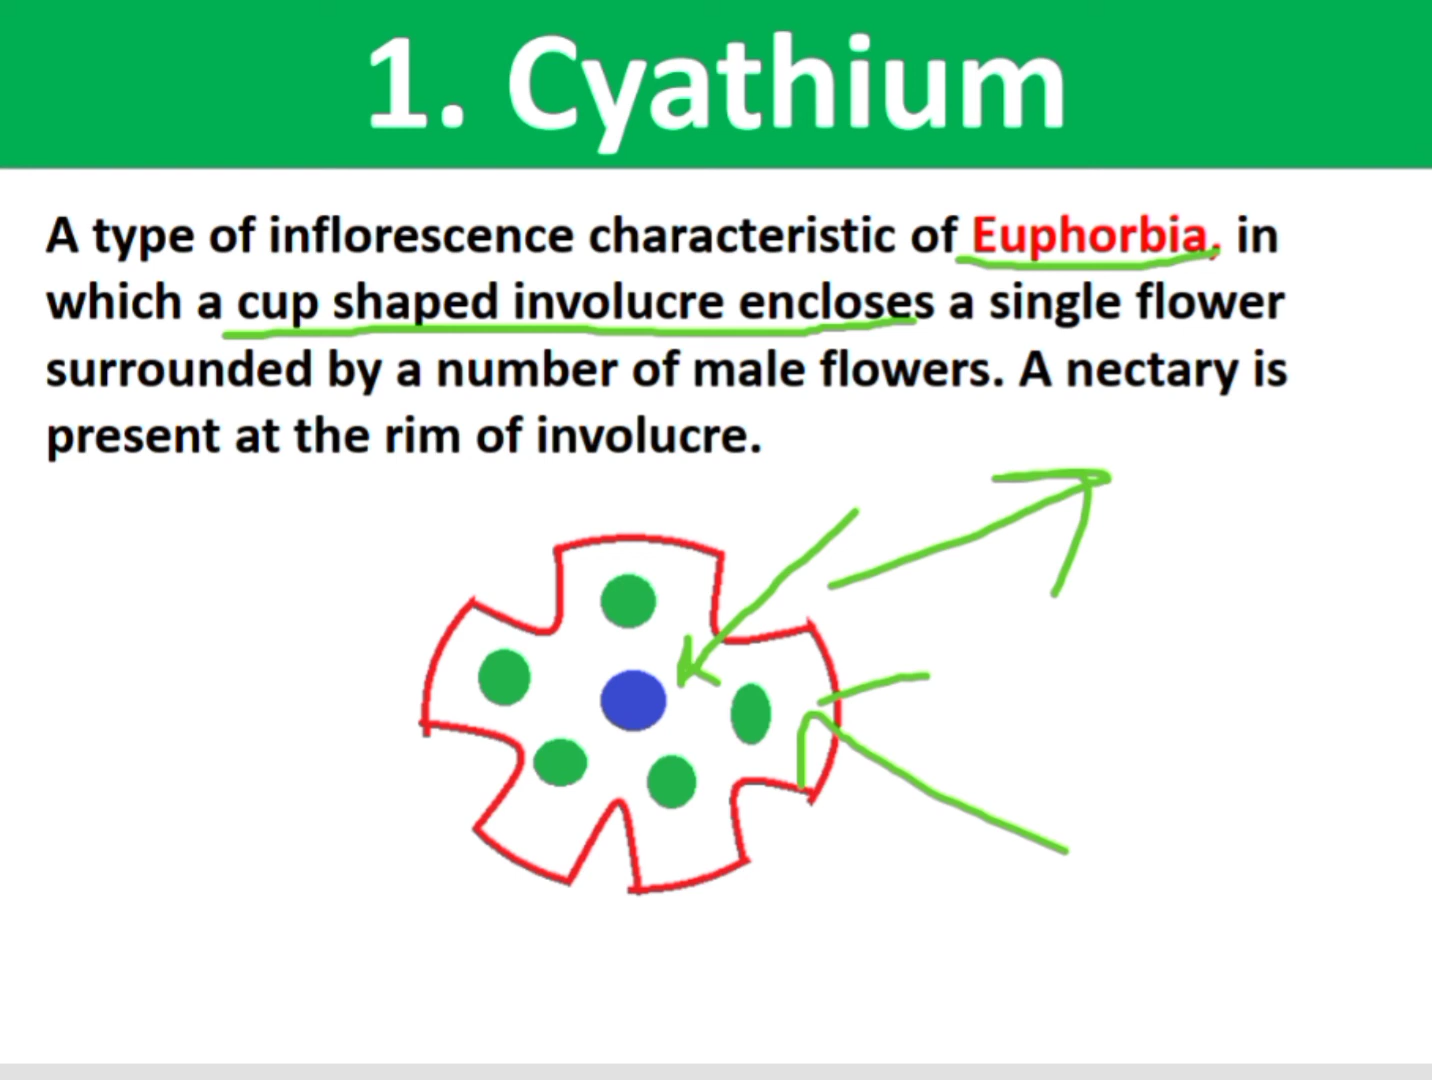 1. Cyathium
A type of inflorescence characteristic of Euphorbia, in
which a cup shaped involucre encloses a single flower
surrounded by a number of male flowers. A nectary is
present at the rim of involucre.